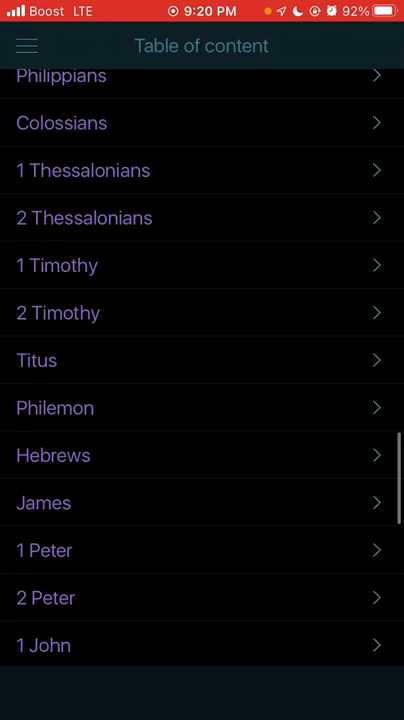 Boost LTE 9:20 PM 92%
Table of content
Philippians
Colossians
1 Thessalonians
2 Thessalonians
1 Timothy
2 Timothy
Titus
Philemon
Hebrews
James
1 Peter
2 Peter
1 John